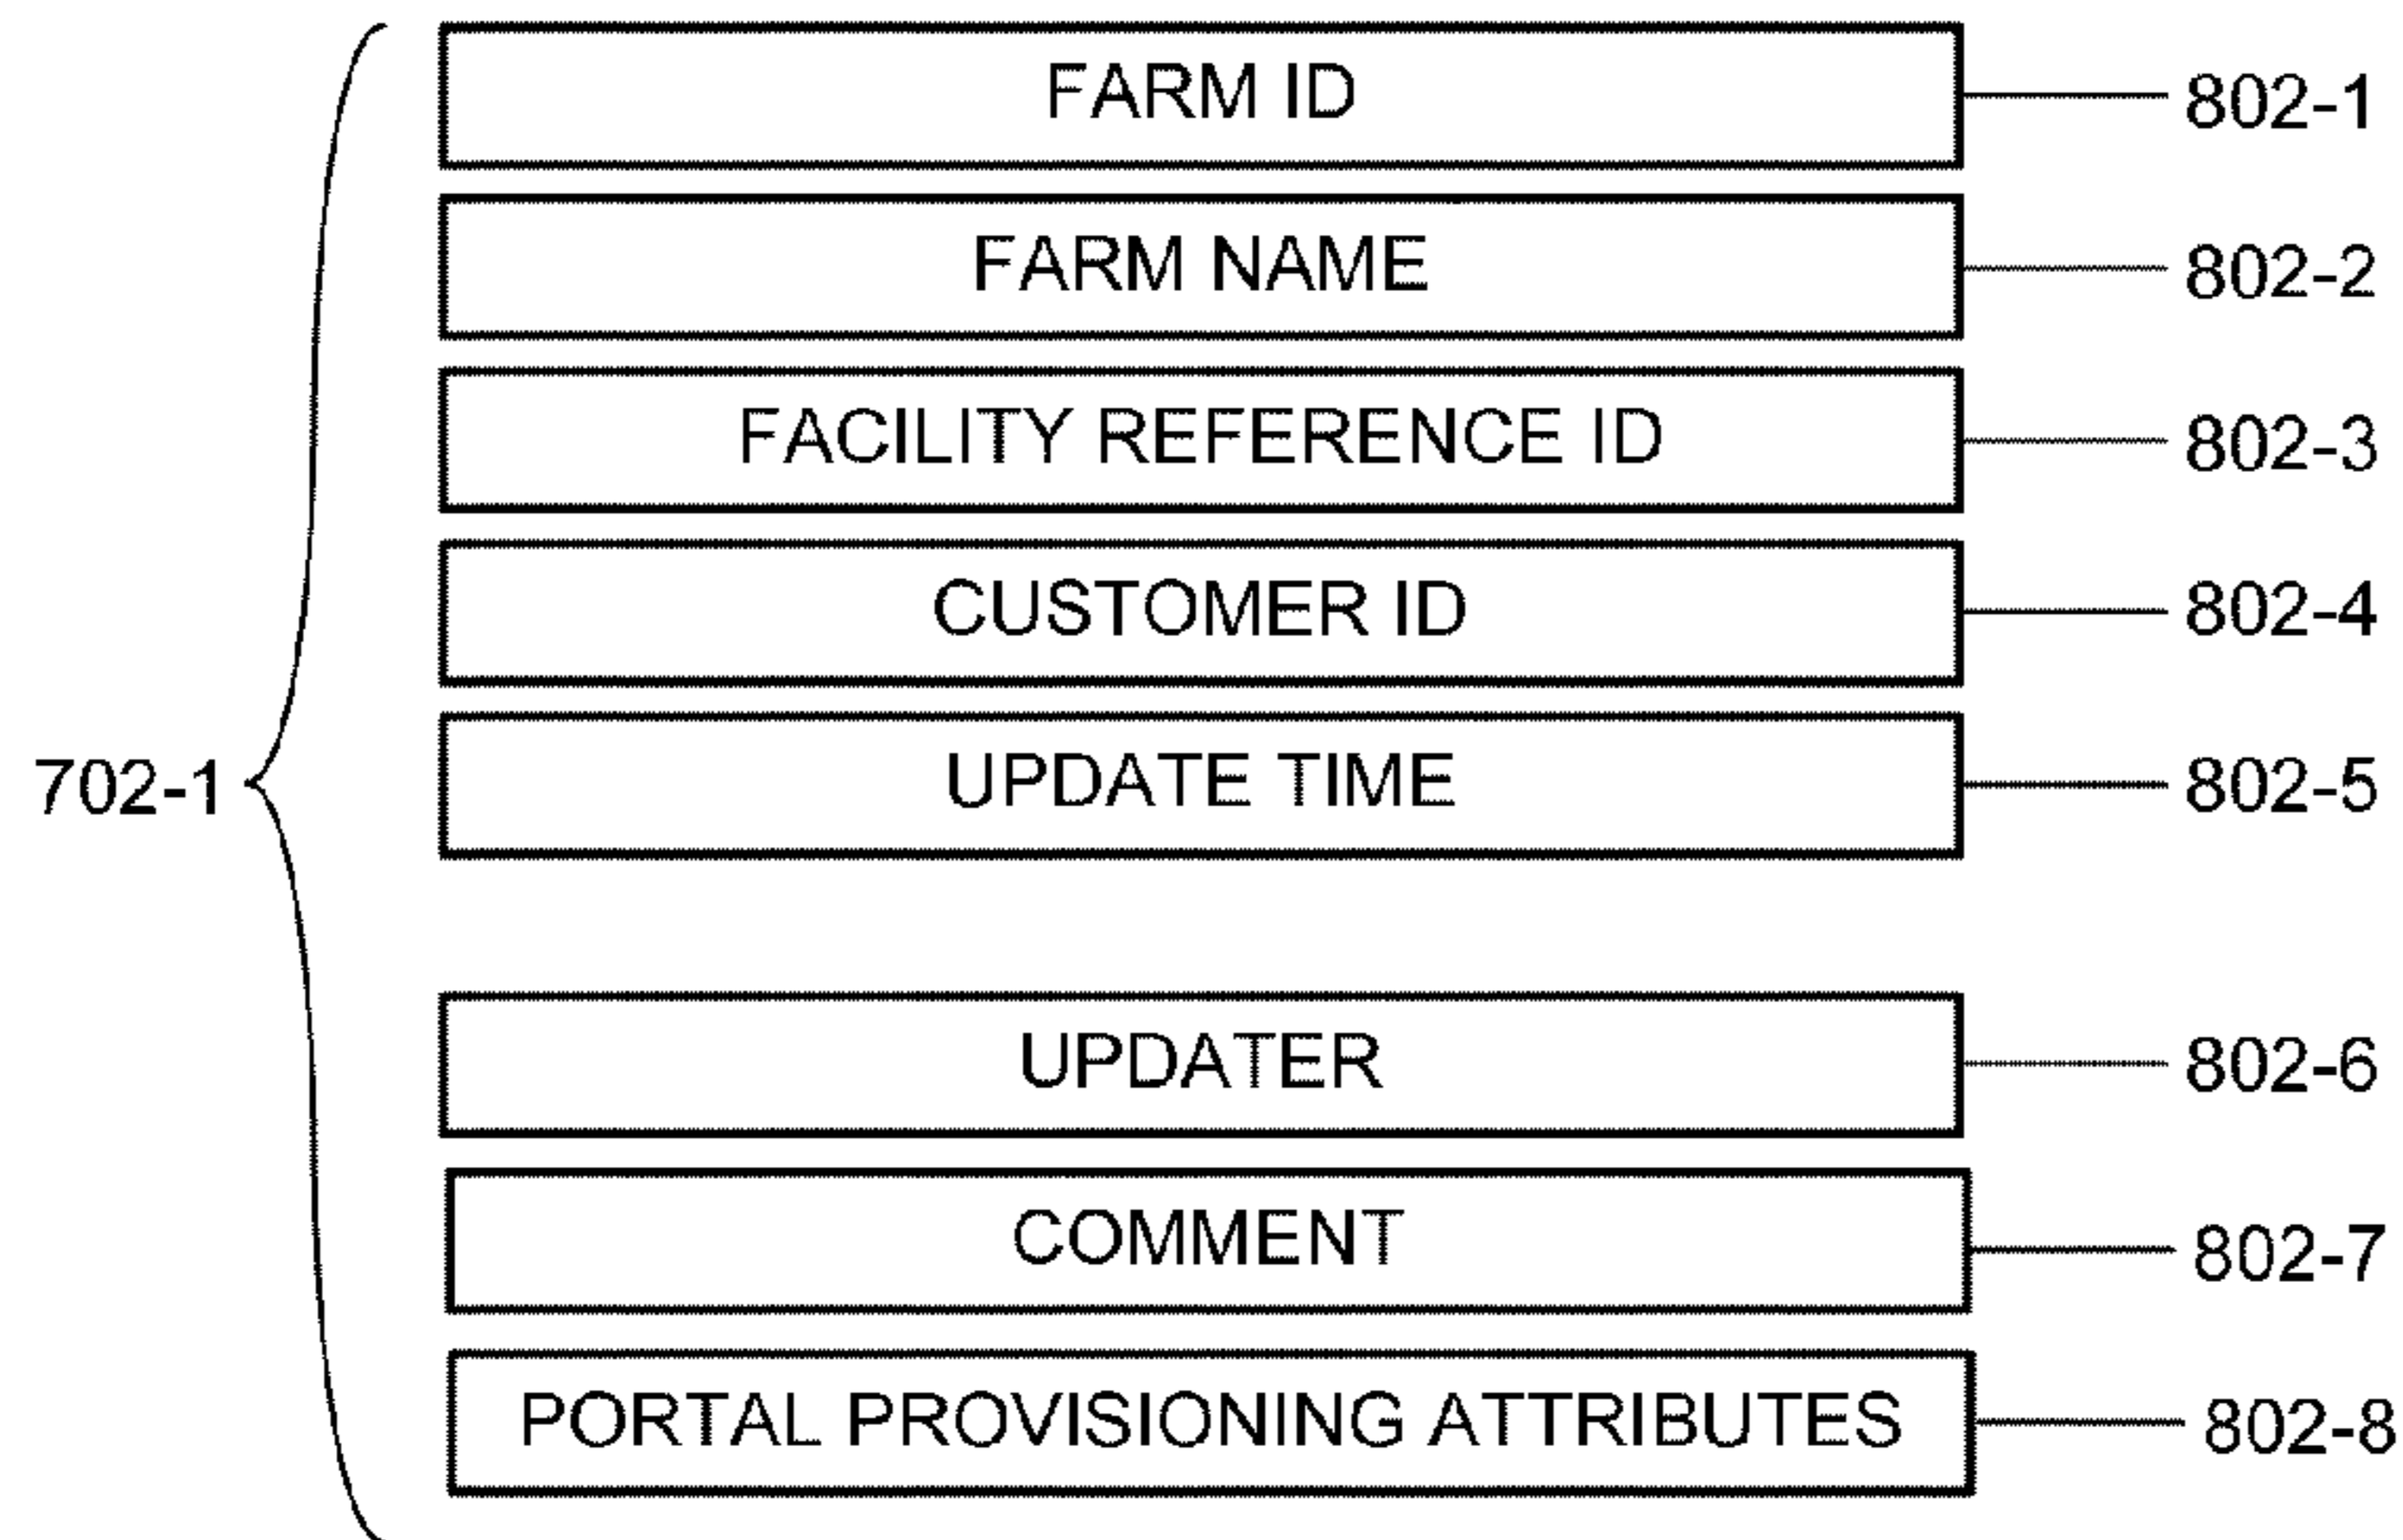 FARM ID 802-1
FARM NAME 802-2
FACILITY REFERENCE ID 802-3
CUSTOMER ID 802-4
702-1 UPDATE TIME 802-5
UPDATER 802-6
COMMENT 802-7
PORTAL PROVISIONING ATTRIBUTES 802-8